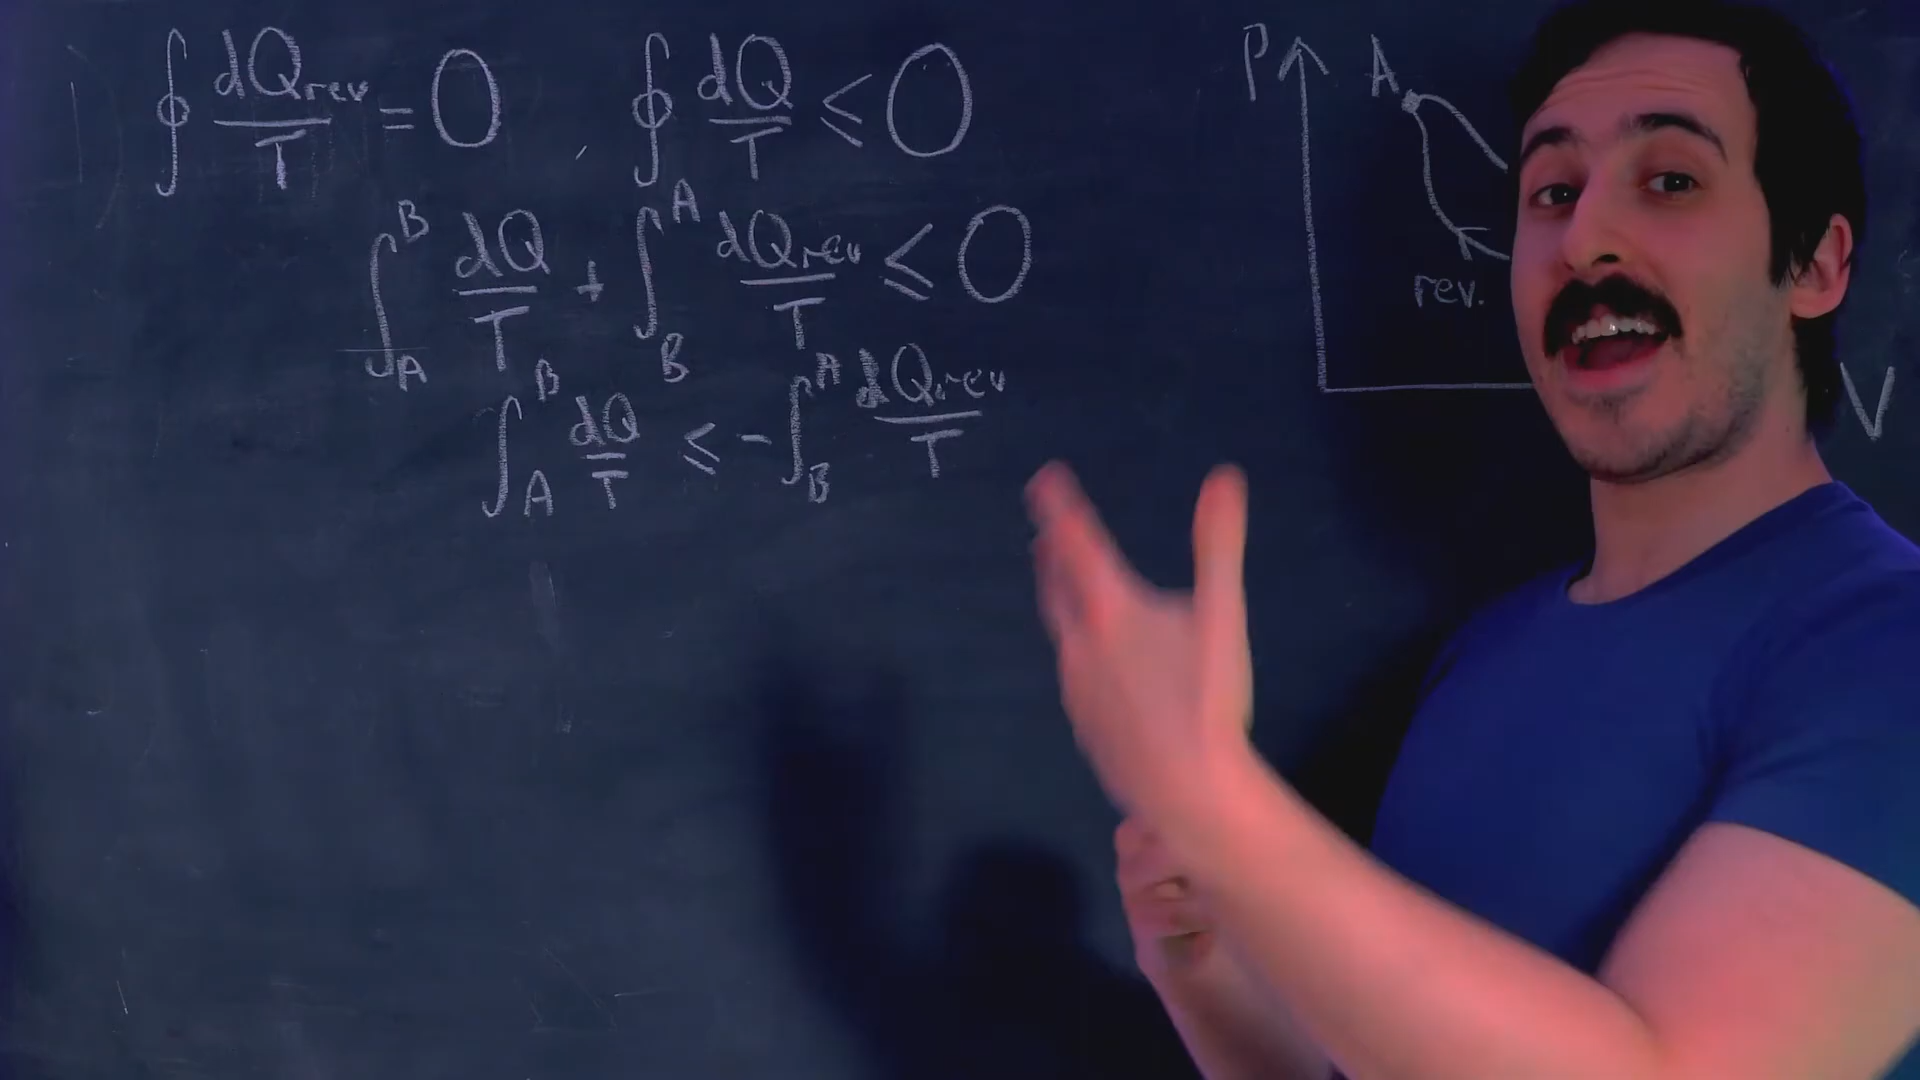 ∮ dQrev/T = 0 , ∮ dQ/T ≤ 0
∫_A^B dQ/T + ∫_B^A dQrev/T ≤ 0
∫_A^B dQ/T ≤ -∫_B^A dQrev/T
P A
rev.
V